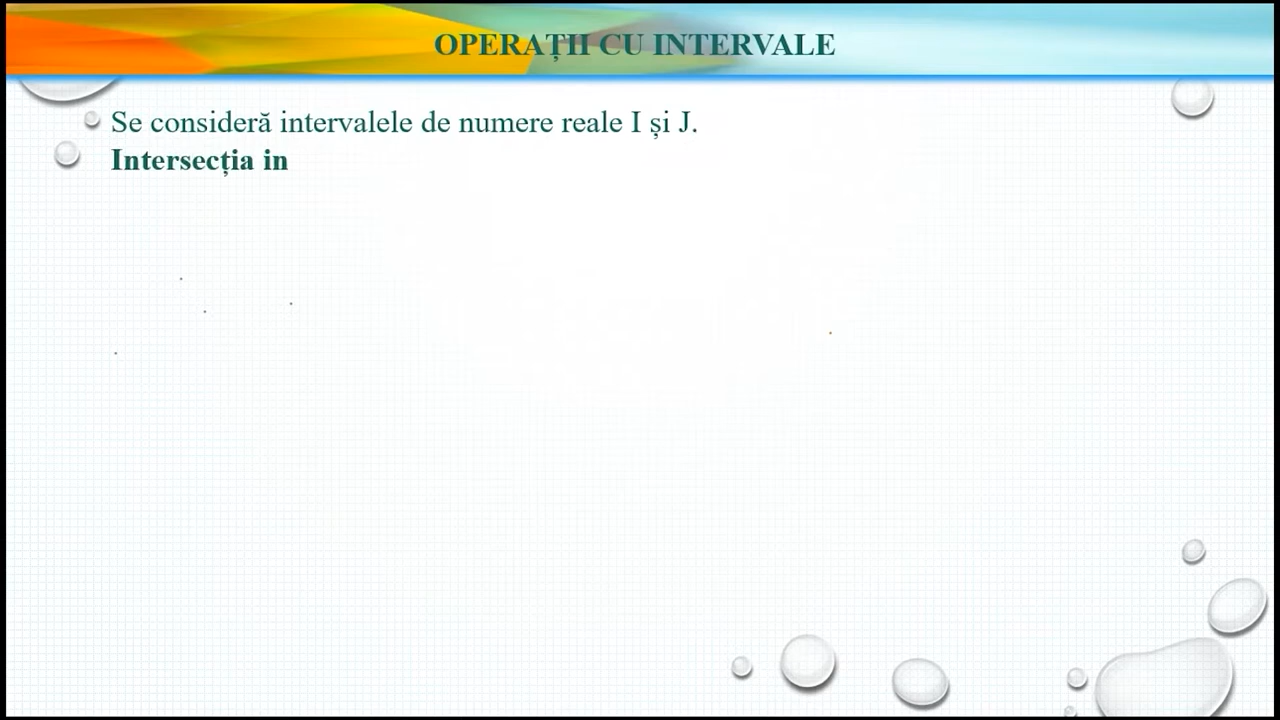 OPERAȚII CU INTERVALE
Se consideră intervalele de numere reale I și J.
Intersecția in